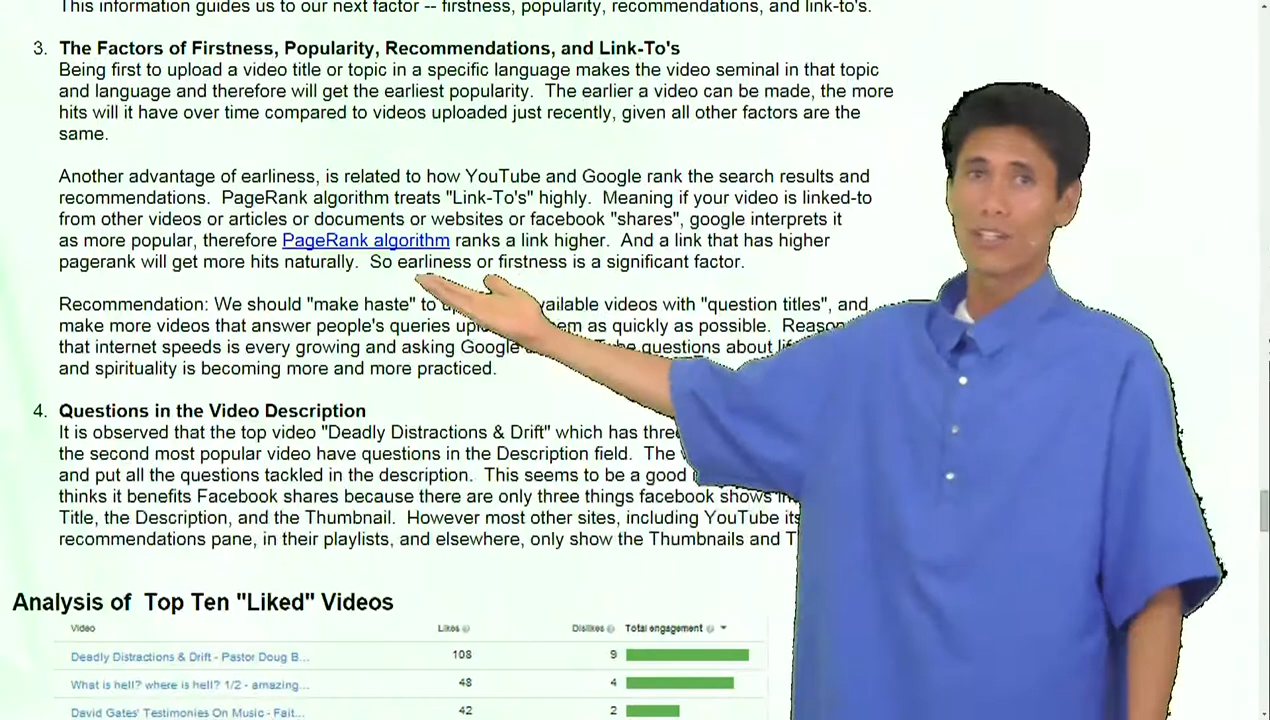 This information guides us to our next factor -- firstness, popularity, recommendations, and link-to's.
3. The Factors of Firstness, Popularity, Recommendations, and Link-To's
Being first to upload a video title or topic in a specific language makes the video seminal in that topic
and language and therefore will get the earliest popularity. The earlier a video can be made, the more
hits will it have over time compared to videos uploaded just recently, given all other factors are the
same.
Another advantage of earliness, is related to how YouTube and Google rank the search results and
recommendations. PageRank algorithm treats "Link-To's" highly. Meaning if your video is linked-to
from other videos or articles or documents or websites or facebook "shares", google interprets it
as more popular, therefore PageRank algorithm ranks a link higher. And a link that has higher
pagerank will get more hits naturally. So earliness or firstness is a significant factor.
Recommendation: We should "make haste" to videos with "question titles", and
make more videos that answer people's queries as quickly as possible.
that internet speeds is every growing and asking Google questions about
and spirituality is becoming more and more practiced.
4. Questions in the Video Description
It is observed that the top video "Deadly Distractions & Drift" which has
the second most popular video have questions in the Description field. The
and put all the questions tackled in the description. This seems to be a good
thinks it benefits Facebook shares because there are only three things facebook shows
Title, the Description, and the Thumbnail. However most other sites, including YouTube
recommendations pane, in their playlists, and elsewhere, only show the Thumbnails and
Analysis of Top Ten "Liked" Videos
Video Likes Dislikes Total engagement
Deadly Distractions & Drift - Pastor Doug B... 108 9
What is hell? where is hell? 1/2 - amazing... 48 4
David Gates' Testimonies On Music - Fait... 42 2